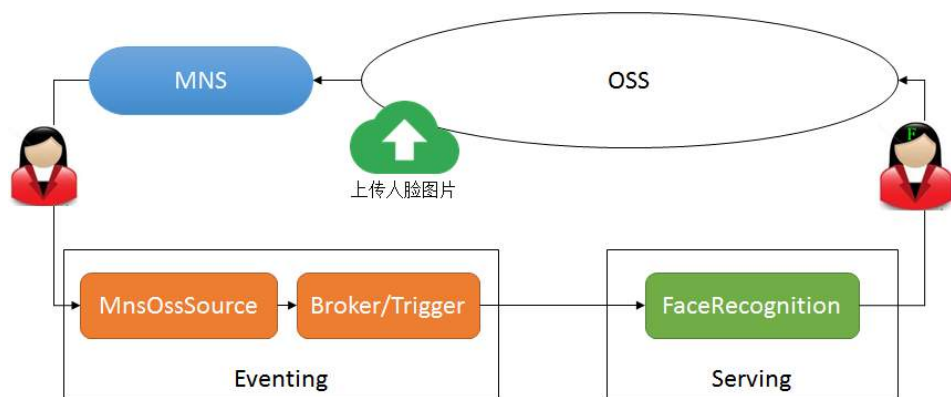 MNS
OSS
上传人脸图片
F
MnsOssSource
Broker/Trigger
FaceRecognition
Eventing
Serving